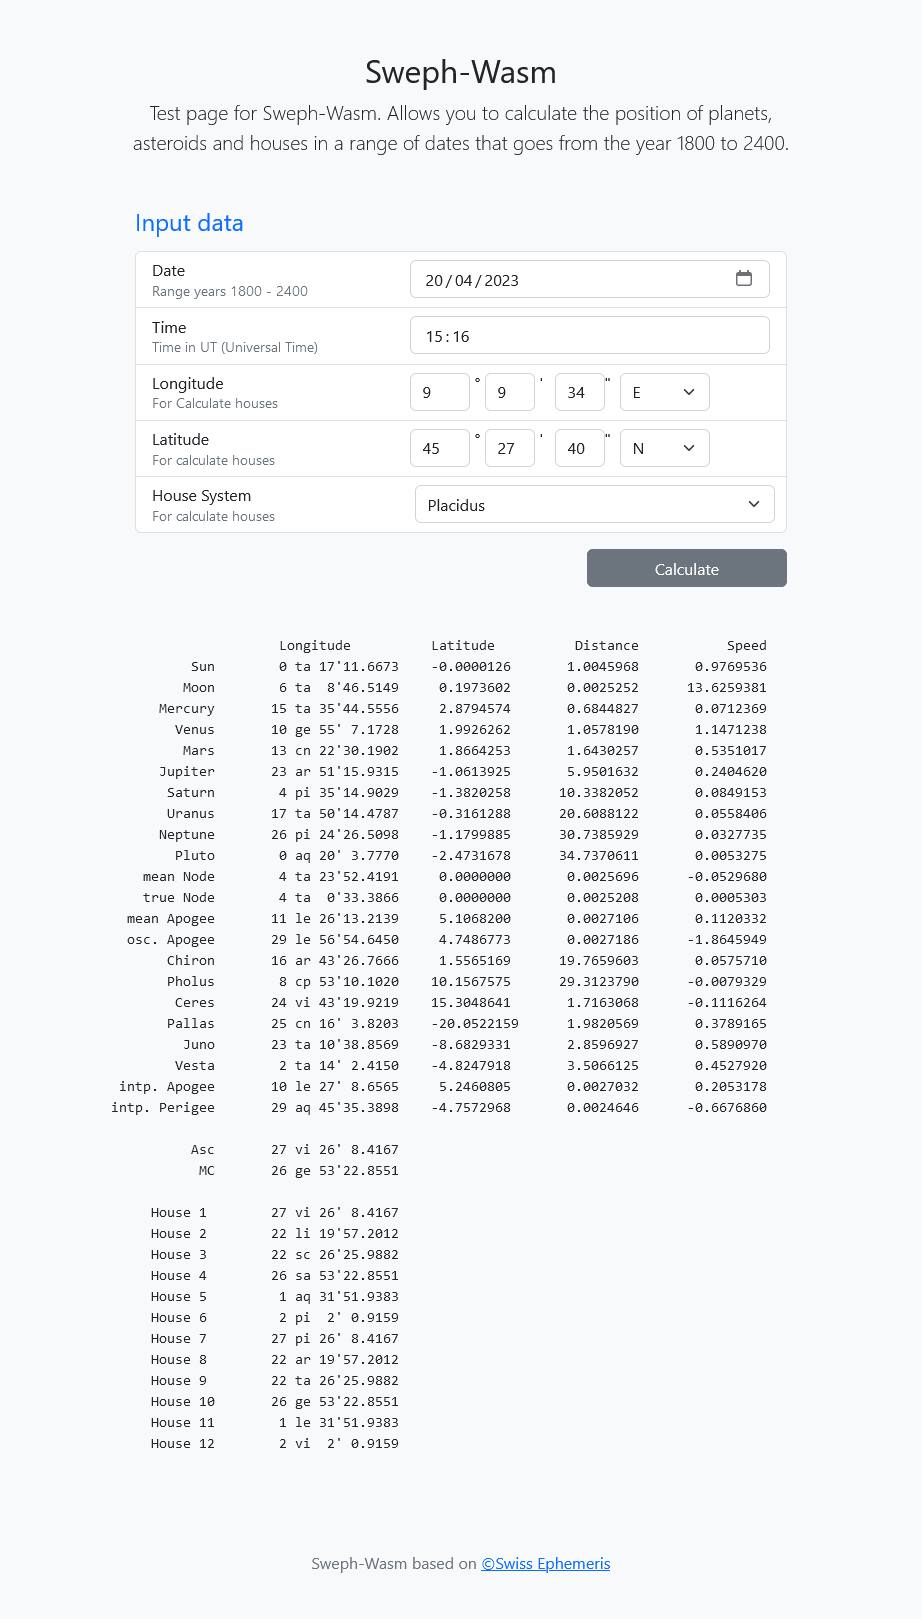 Sweph-Wasm
Test page for Sweph-Wasm. Allows you to calculate the position of planets,
asteroids and houses in a range of dates that goes from the year 1800 to 2400.
Input data
Date
Range years 1800 - 2400
20/04/2023
Time
Time in UT (Universal Time)
15:16
Longitude
For Calculate houses
9 ° 9 ' 34 " E
Latitude
For calculate houses
45 ° 27 ' 40 " N
House System
For calculate houses
Placidus
Calculate
Longitude Latitude Distance Speed
Sun 0 ta 17'11.6673 -0.0000126 1.0045968 0.9769536
Moon 6 ta 8'46.5149 0.1973602 0.0025252 13.6259381
Mercury 15 ta 35'44.5556 2.8794574 0.6844827 0.0712369
Venus 10 ge 55' 7.1728 1.9926262 1.0578190 1.1471238
Mars 13 cn 22'30.1902 1.8664253 1.6430257 0.5351017
Jupiter 23 ar 51'15.9315 -1.0613925 5.9501632 0.2404620
Saturn 4 pi 35'14.9029 -1.3820258 10.3382052 0.0849153
Uranus 17 ta 50'14.4787 -0.3161288 20.6088122 0.0558406
Neptune 26 pi 24'26.5098 -1.1799885 30.7385929 0.0327735
Pluto 0 aq 20' 3.7770 -2.4731678 34.7370611 0.0053275
mean Node 4 ta 23'52.4191 0.0000000 0.0025696 -0.0529680
true Node 4 ta 0'33.3866 0.0000000 0.0025208 0.0005303
mean Apogee 11 le 26'13.2139 5.1068200 0.0027106 0.1120332
osc. Apogee 29 le 56'54.6450 4.7486773 0.0027186 -1.8645949
Chiron 16 ar 43'26.7666 1.5565169 19.7659603 0.0575710
Pholus 8 cp 53'10.1020 10.1567575 29.3123790 -0.0079329
Ceres 24 vi 43'19.9219 15.3048641 1.7163068 -0.1116264
Pallas 25 cn 16' 3.8203 -20.0522159 1.9820569 0.3789165
Juno 23 ta 10'38.8569 -8.6829331 2.8596927 0.5890970
Vesta 2 ta 14' 2.4150 -4.8247918 3.5066125 0.4527920
intp. Apogee 10 le 27' 8.6565 5.2460805 0.0027032 0.2053178
intp. Perigee 29 aq 45'35.3898 -4.7572968 0.0024646 -0.6676860
Asc 27 vi 26' 8.4167
MC 26 ge 53'22.8551
House 1 27 vi 26' 8.4167
House 2 22 li 19'57.2012
House 3 22 sc 26'25.9882
House 4 26 sa 53'22.8551
House 5 1 aq 31'51.9383
House 6 2 pi 2' 0.9159
House 7 27 pi 26' 8.4167
House 8 22 ar 19'57.2012
House 9 22 ta 26'25.9882
House 10 26 ge 53'22.8551
House 11 1 le 31'51.9383
House 12 2 vi 2' 0.9159
Sweph-Wasm based on ©Swiss Ephemeris